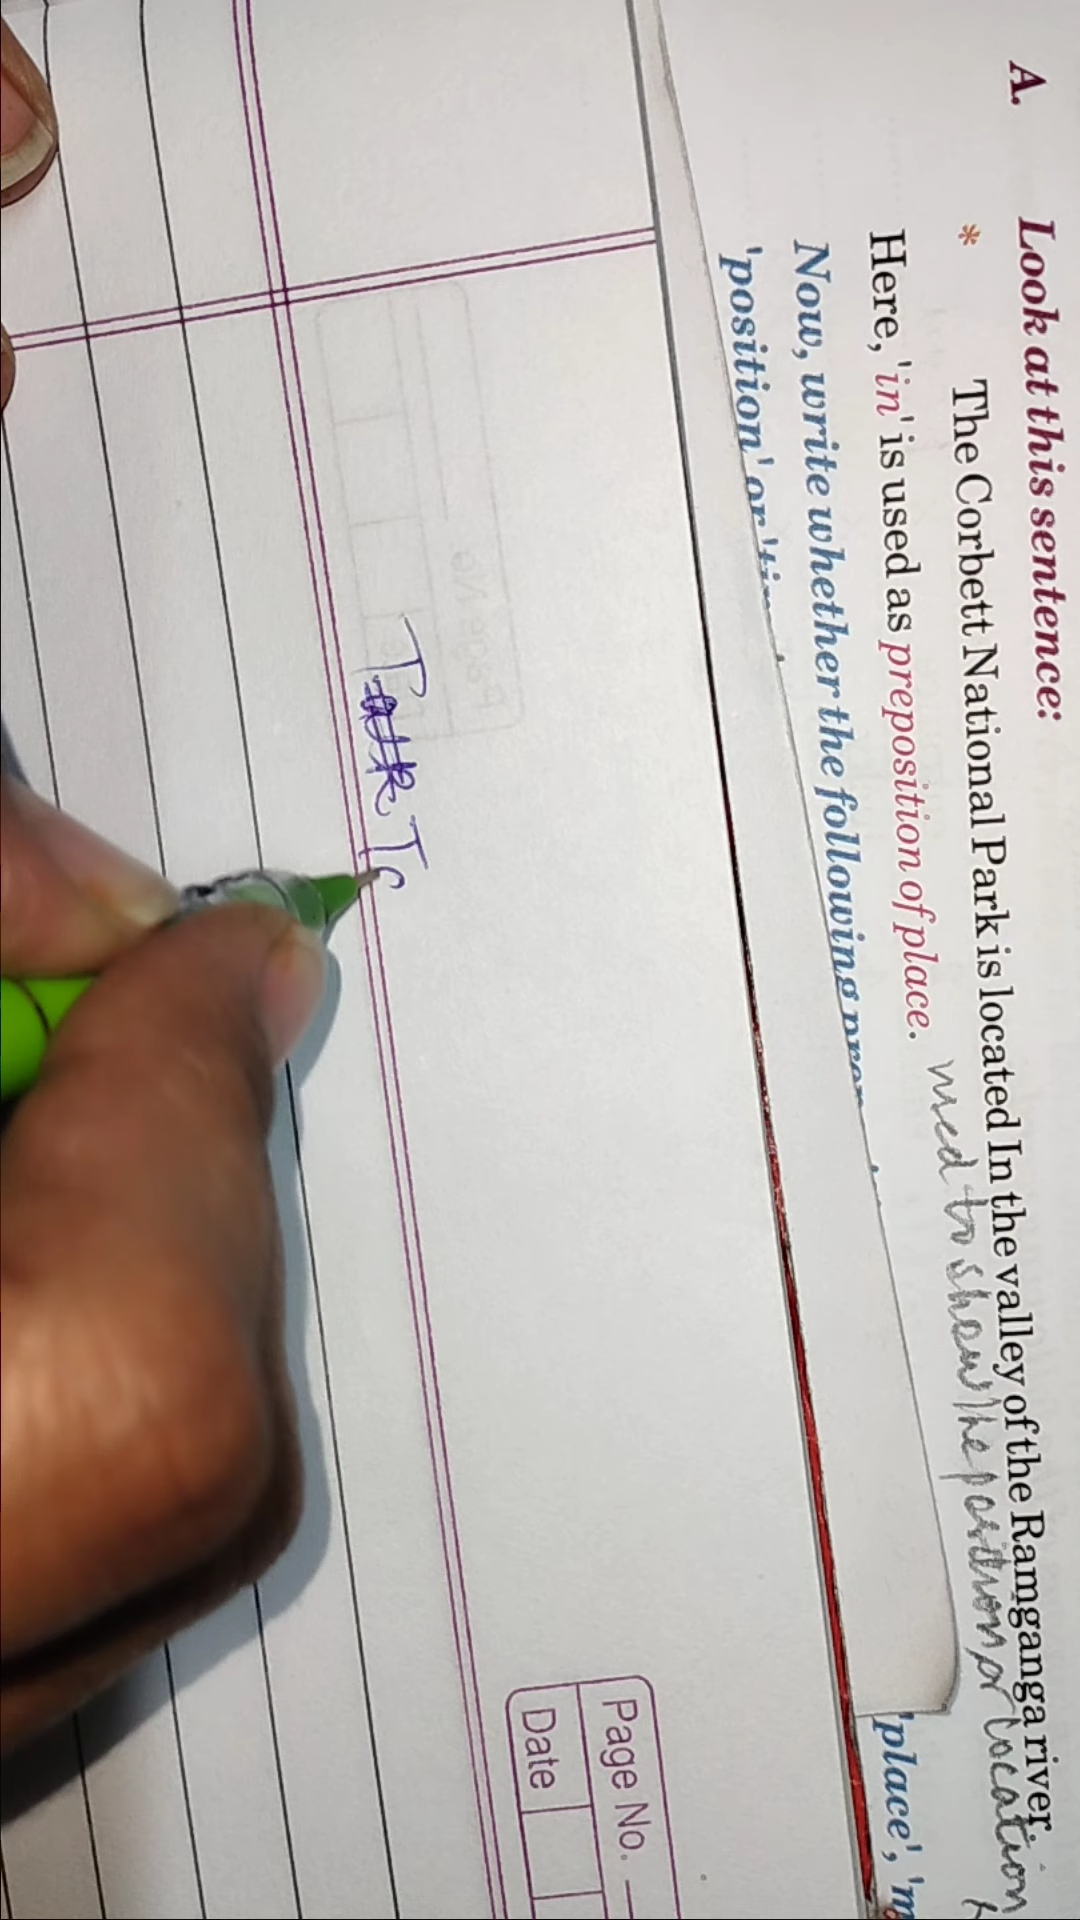 A. Look at this sentence:
* The Corbett National Park is located In the valley of the Ramganga river.
Here, 'in' is used as preposition of place. used to show the position or location
Now, write whether the following 'place', 'm
'position' or
Page No.
Date